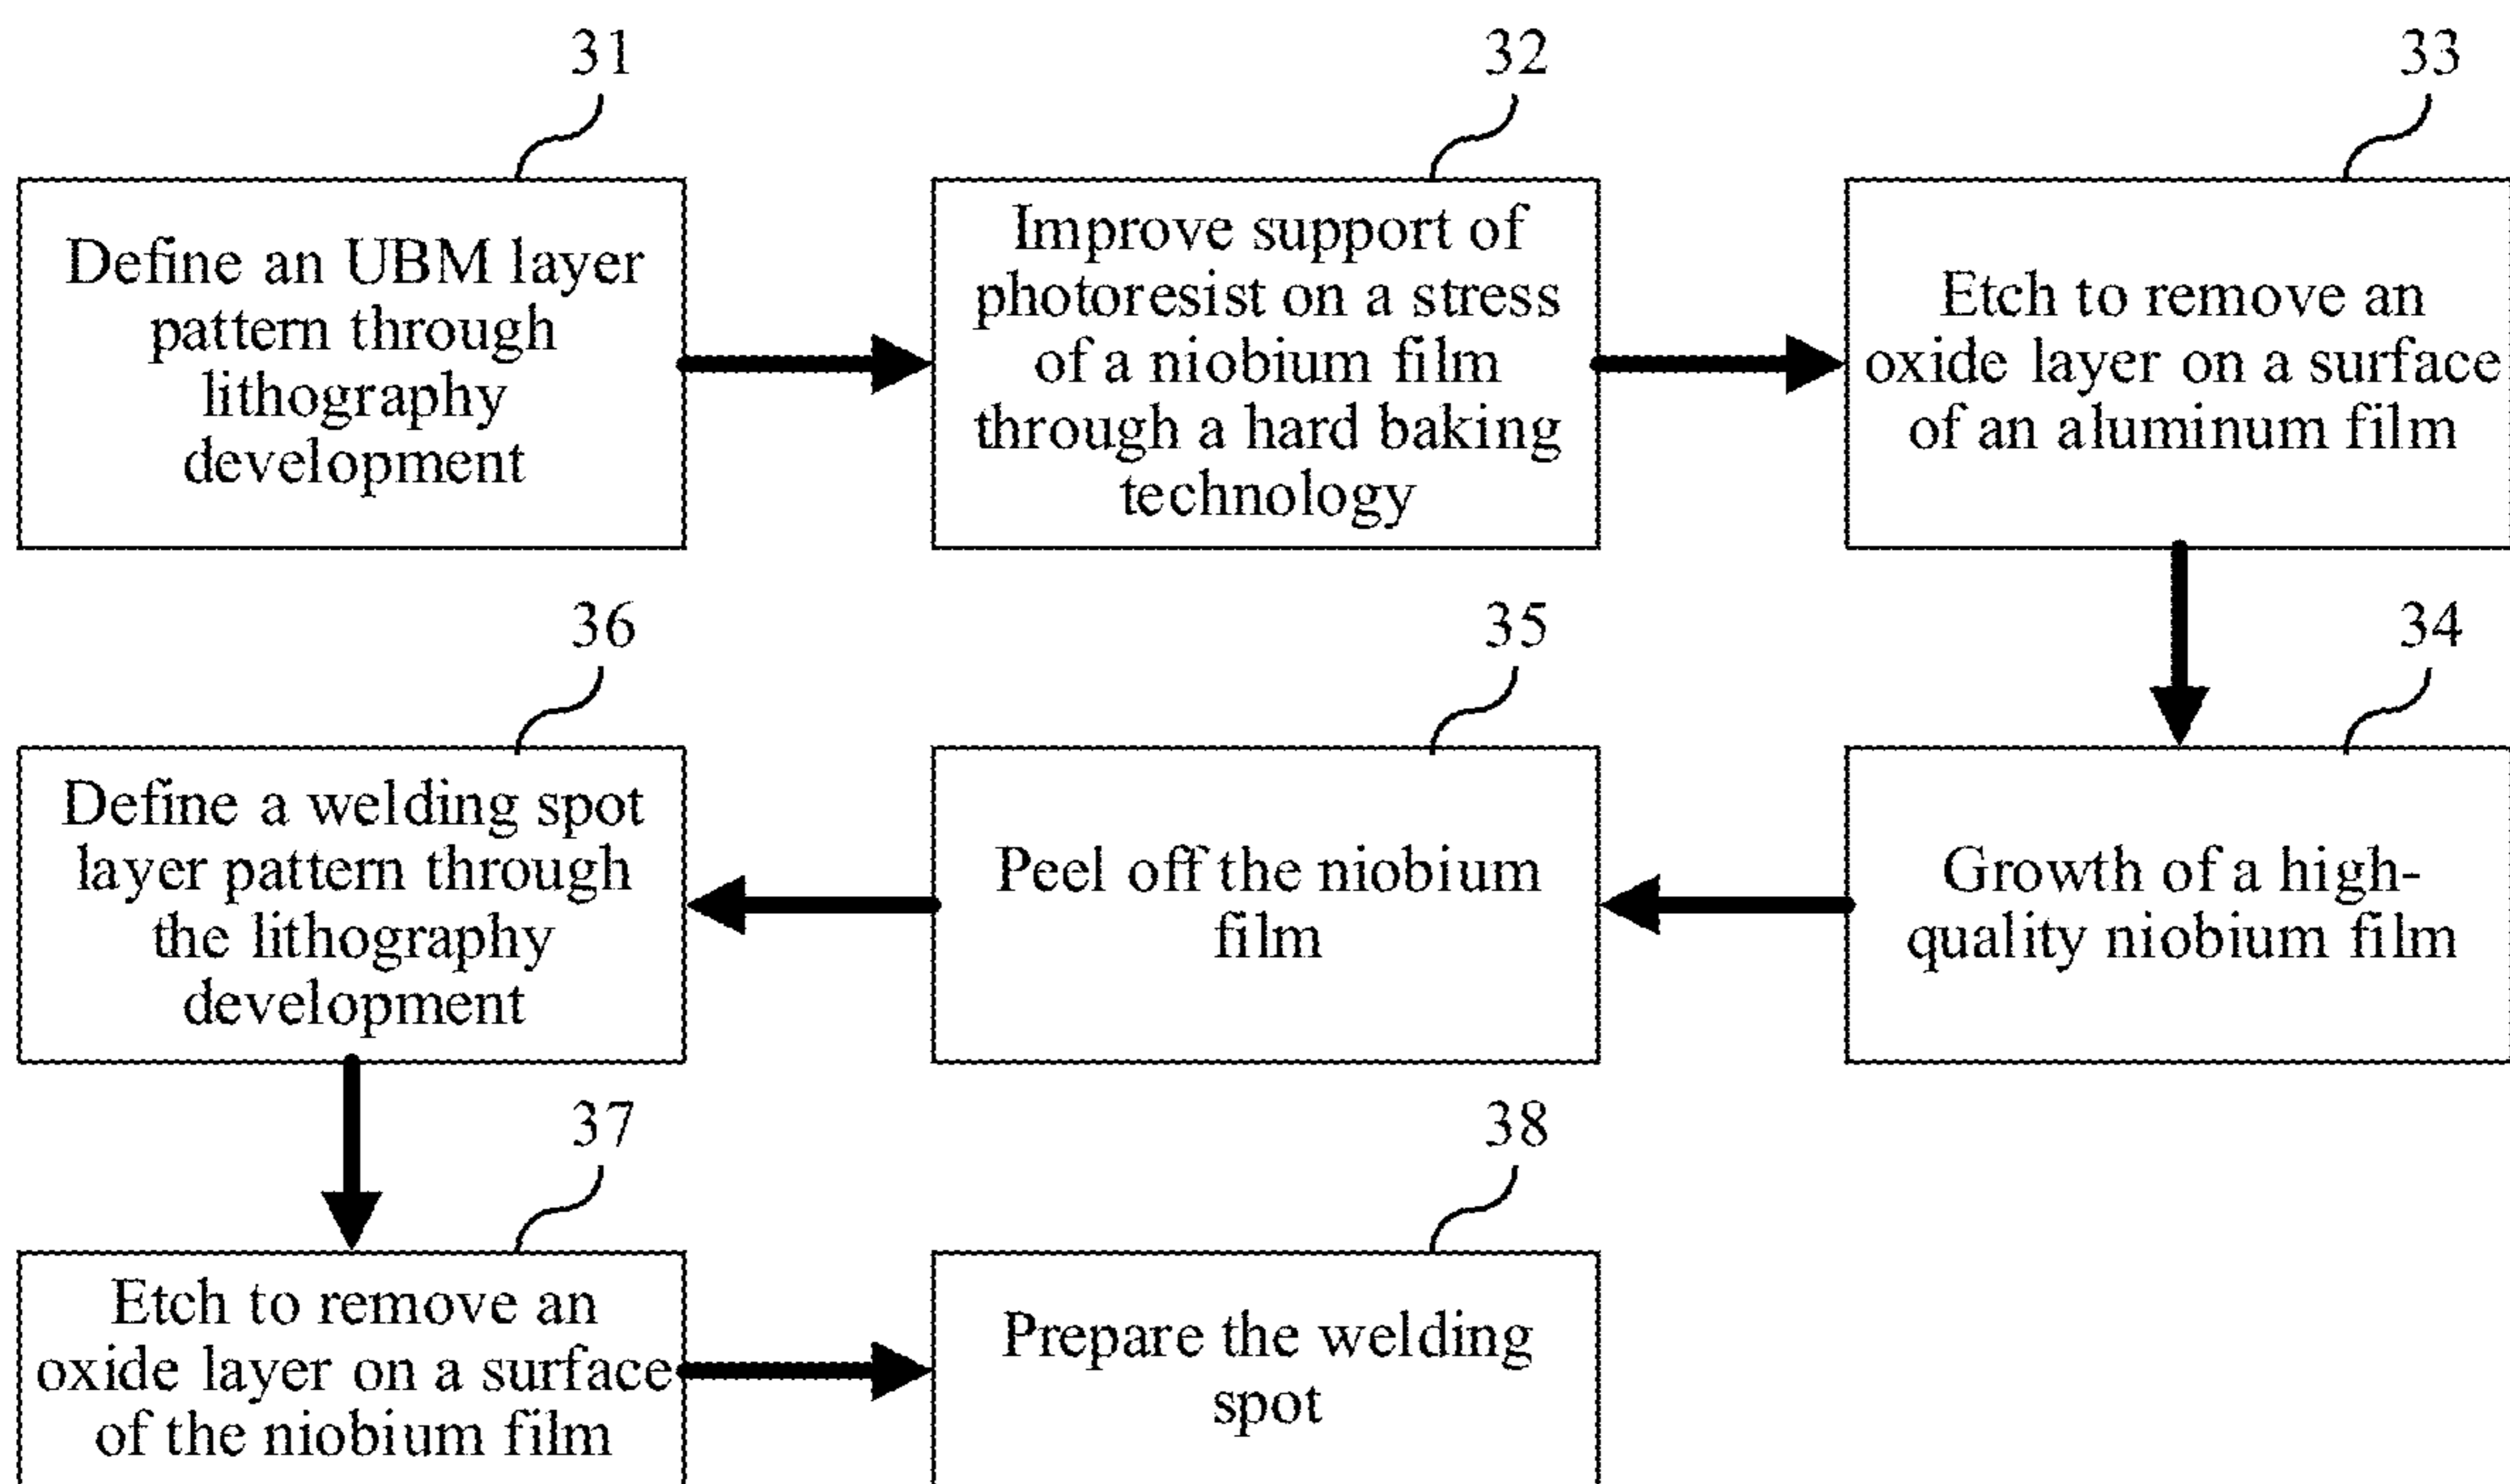 31
Define an UBM layer
pattern through
lithography
development
32
Improve support of
photoresist on a stress
of a niobium film
through a hard baking
technology
33
Etch to remove an
oxide layer on a surface
of an aluminum film
34
Growth of a high-
quality niobium film
35
Peel off the niobium
film
36
Define a welding spot
layer pattern through
the lithography
development
37
Etch to remove an
oxide layer on a surface
of the niobium film
38
Prepare the welding
spot